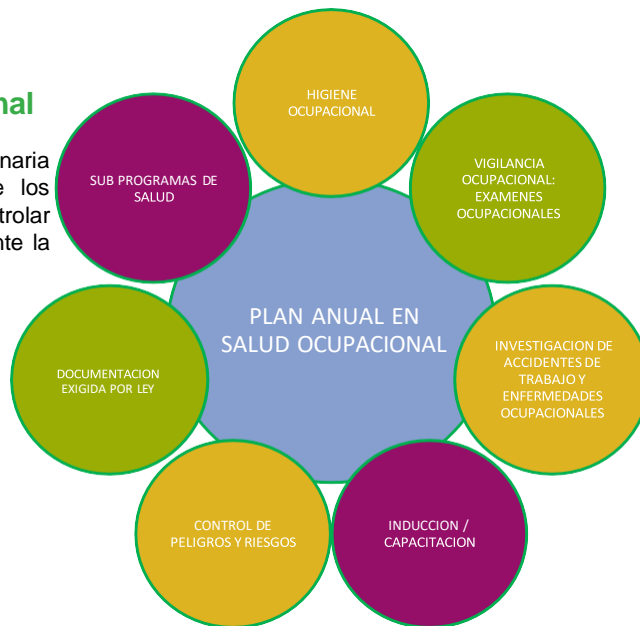 nal
naria
e los
trolar
nte la
HIGIENE
OCUPACIONAL
VIGILANCIA
OCUPACIONAL:
EXAMENES
OCUPACIONALES
INVESTIGACION DE
ACCIDENTES DE
TRABAJO Y
ENFERMEDADES
OCUPACIONALES
INDUCCION /
CAPACITACION
CONTROL DE
PELIGROS Y RIESGOS
DOCUMENTACION
EXIGIDA POR LEY
SUB PROGRAMAS DE
SALUD
PLAN ANUAL EN
SALUD OCUPACIONAL